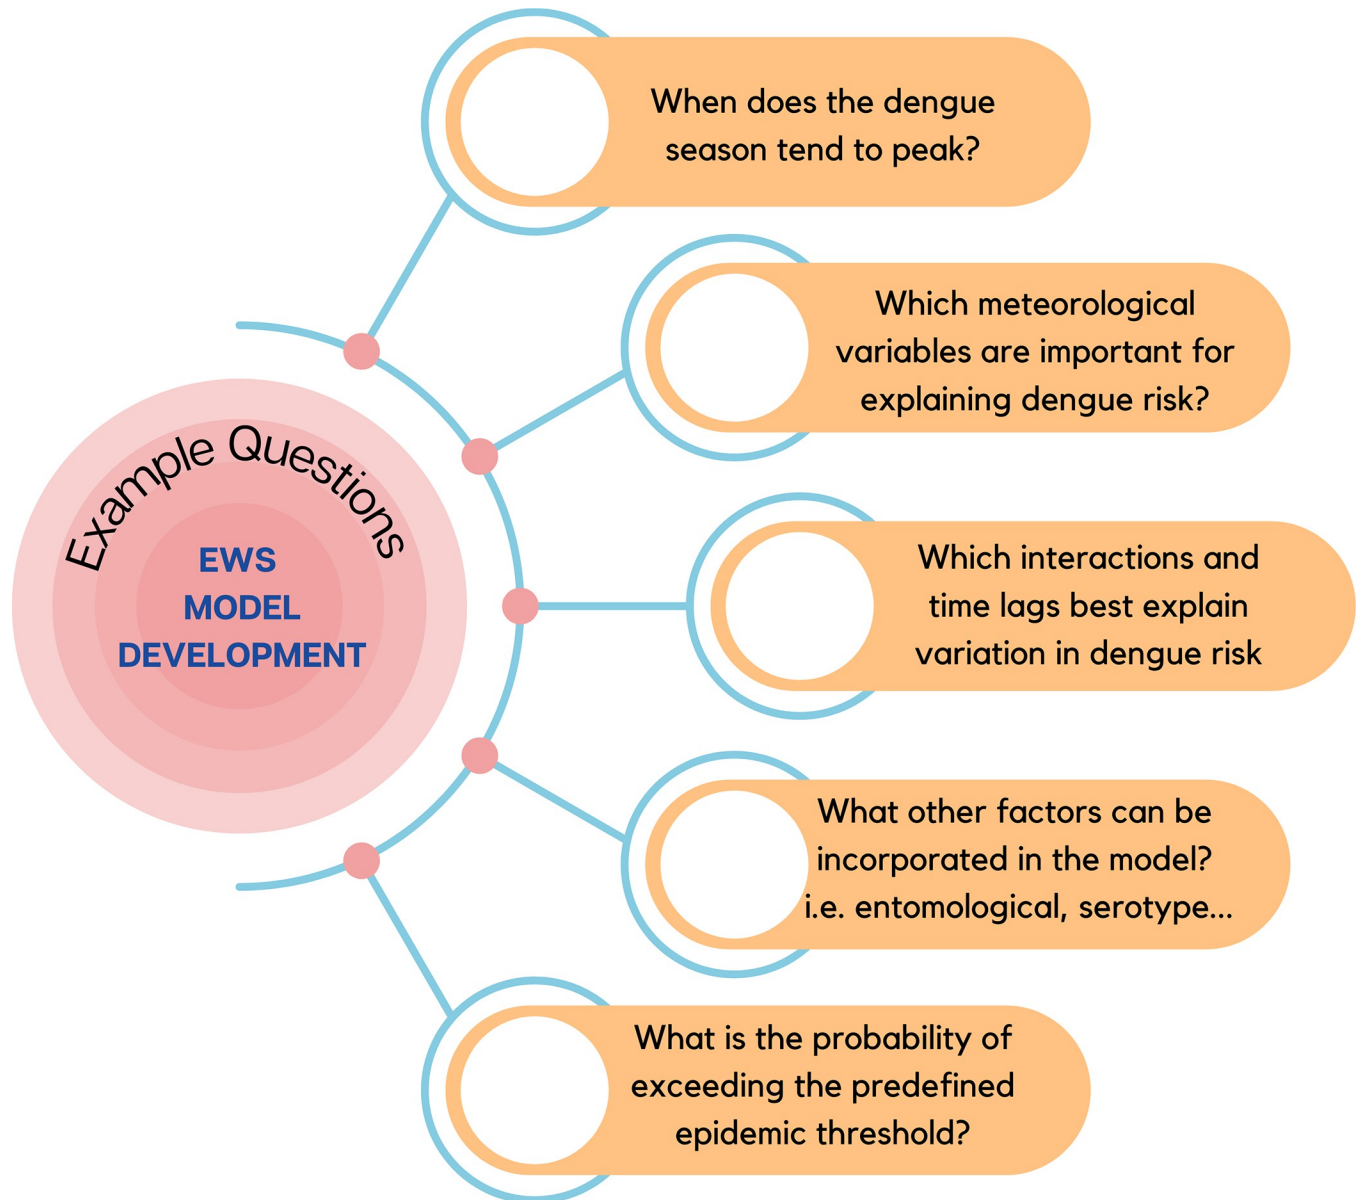 Example Questions
EWS
MODEL
DEVELOPMENT
When does the dengue
season tend to peak?
Which meteorological
variables are important for
explaining dengue risk?
Which interactions and
time lags best explain
variation in dengue risk
What other factors can be
incorporated in the model?
i.e. entomological, serotype...
What is the probability of
exceeding the predefined
epidemic threshold?